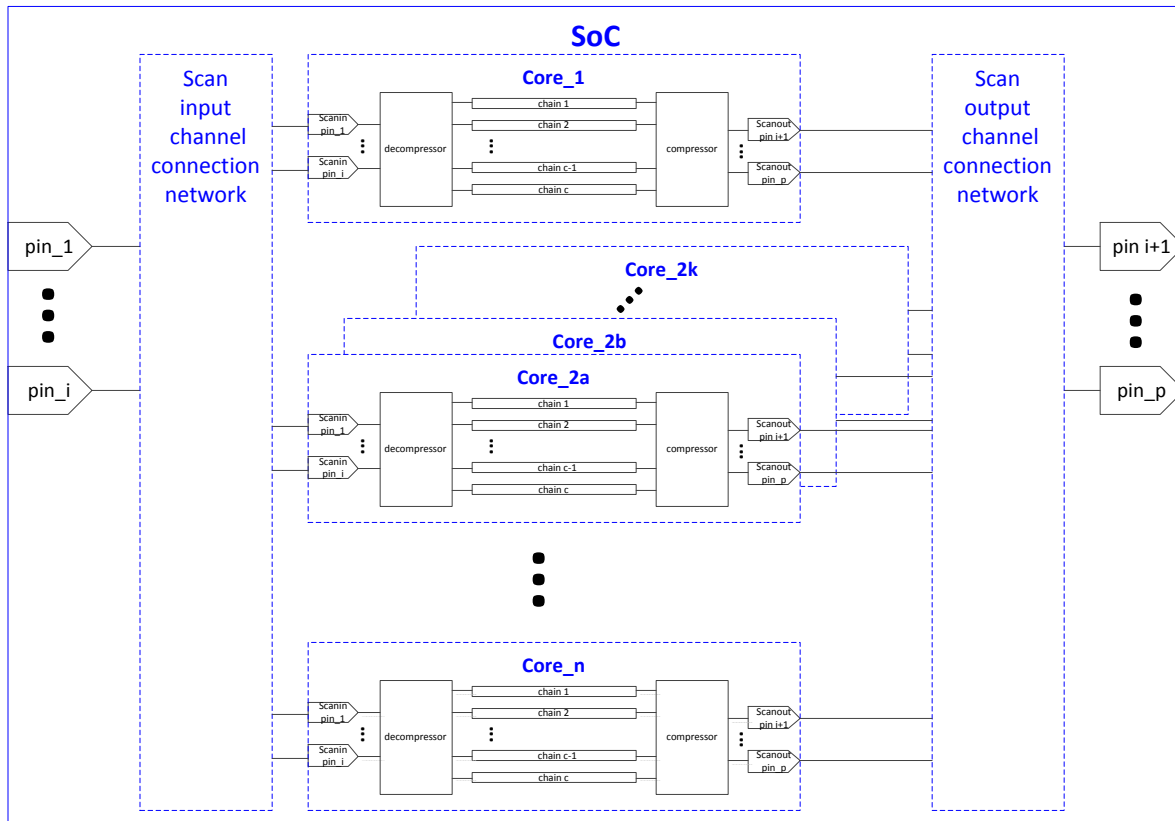 SoC
Scan
input
channel
connection
network
pin_1
pin_i
Core_1
Scanin
pin_1
Scanin
pin_i
decompressor
chain 1
chain 2
chain c-1
chain c
compressor
Scanout
pin i+1
Scanout
pin_p
Core_2k
Core_2b
Core_2a
Scanin
pin_1
Scanin
pin_i
decompressor
chain 1
chain 2
chain c-1
chain c
compressor
Scanout
pin i+1
Scanout
pin_p
Core_n
Scanin
pin_1
Scanin
pin_i
decompressor
chain 1
chain 2
chain c-1
chain c
compressor
Scanout
pin i+1
Scanout
pin_p
Scan
output
channel
connection
network
pin i+1
pin_p